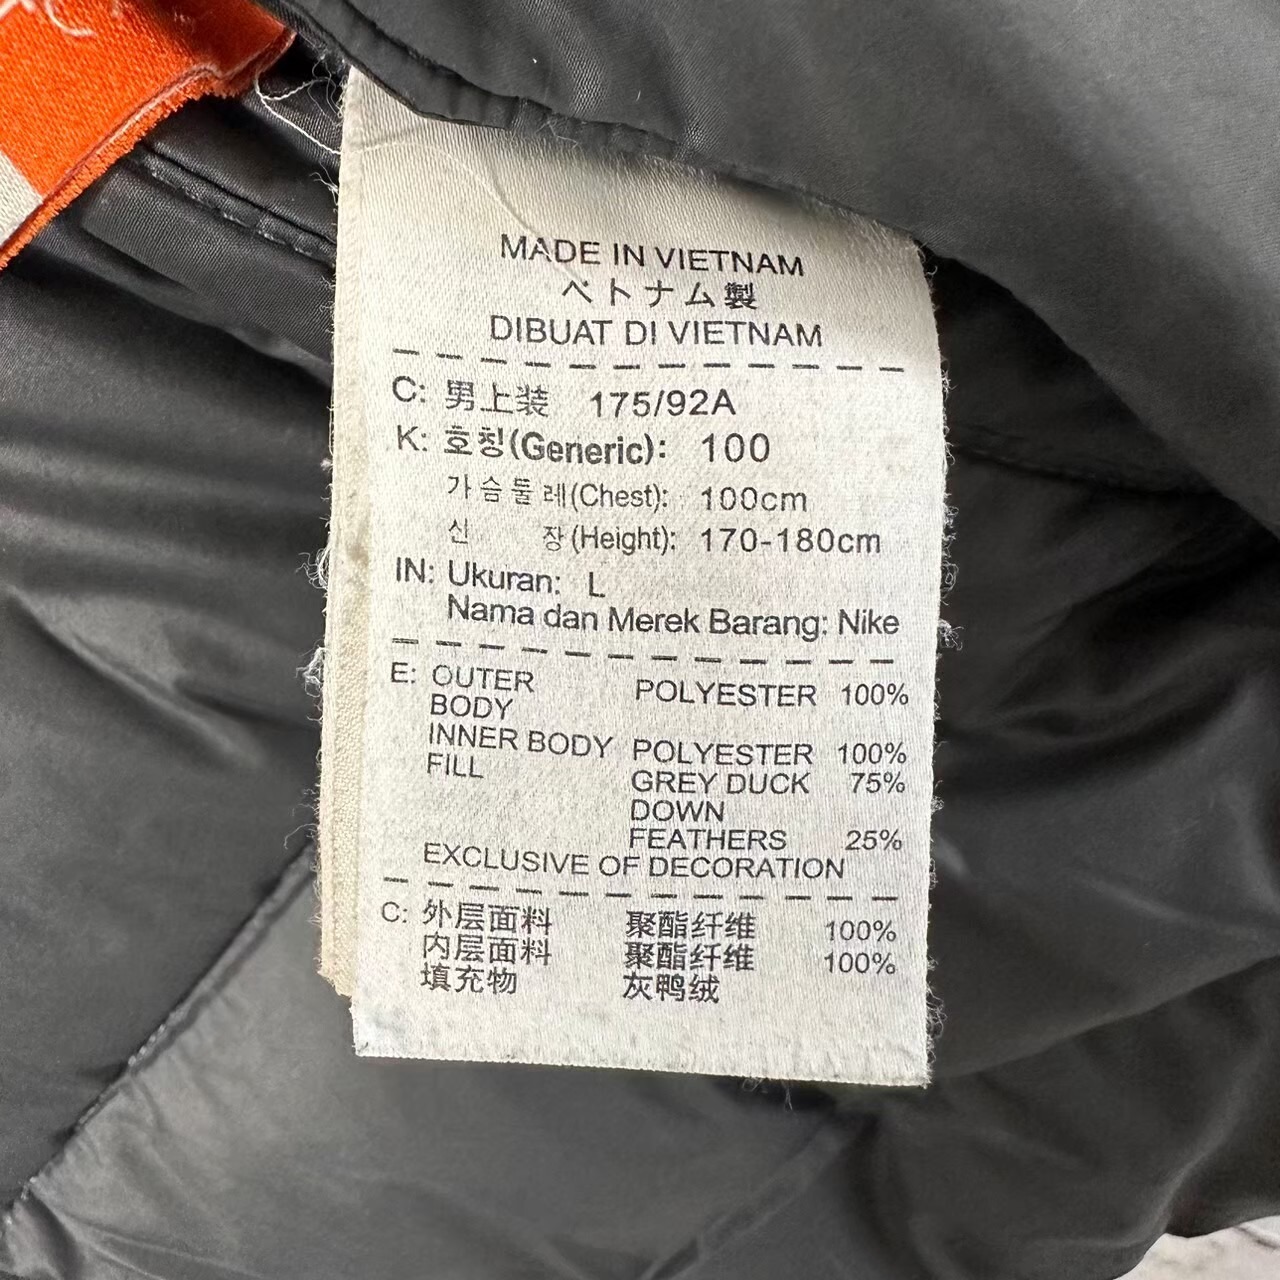 MADE IN VIETNAM
ベトナム製
DIBUAT DI VIETNAM
C: 男上装 175/92A
K: 호칭(Generic): 100
가슴둘레(Chest): 100cm
신 장(Height): 170-180cm
IN: Ukuran: L
Nama dan Merek Barang: Nike
E: OUTER BODY POLYESTER 100%
INNER BODY POLYESTER 100%
FILL GREY DUCK DOWN 75%
FEATHERS 25%
EXCLUSIVE OF DECORATION
C: 外层面料 聚酯纤维 100%
内层面料 聚酯纤维 100%
填充物 灰鸭绒